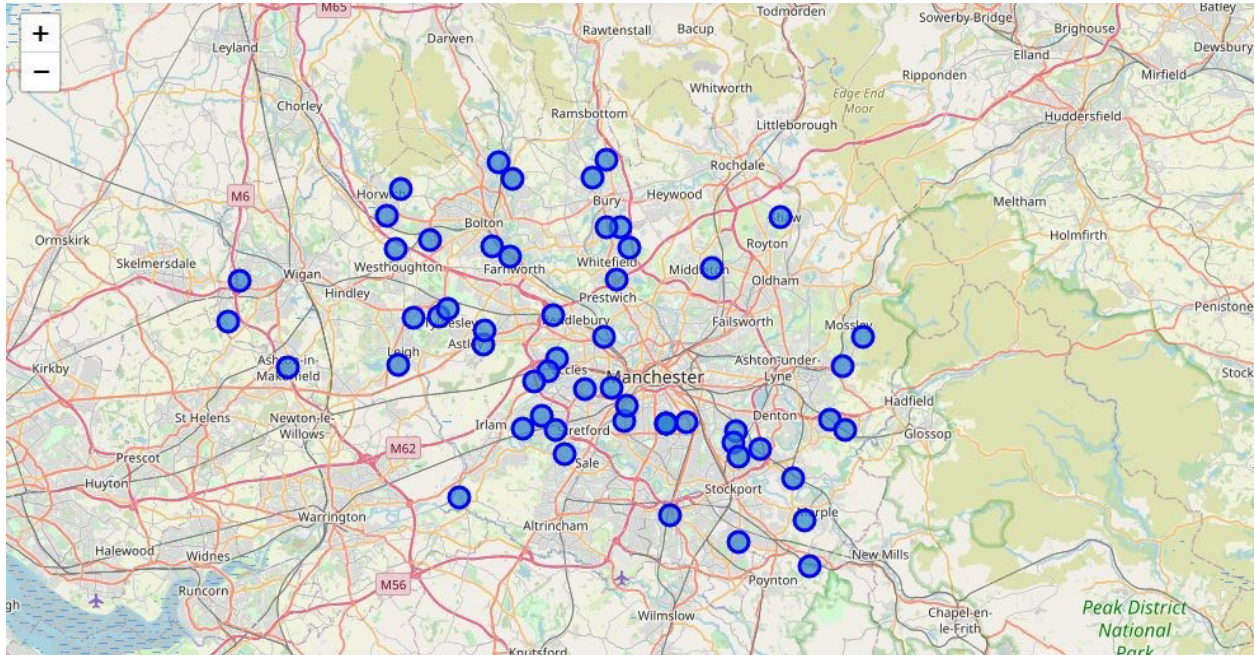 +
−
M65
Todmorden
Sowerby Bridge
Batley
Rawtenstall
Bacup
Brighouse
Darwen
Leyland
Elland
Dewsbury
Mirfield
Ripponden
Whitworth
Edge End
Moor
Chorley
Ramsbottom
Littleborough
Huddersfield
Rochdale
M6
Heywood
Bury
Meltham
Bolton
Holmfirth
Ormskirk
Royton
Skelmersdale
Westhoughton
Farnworth
Whitefield
Wigan
Oldham
Hindley
Prestwich
Penistone
Failsworth
Mossley
Kirkby
Ashton-under-
Lyne
Manchester
Hadfield
St Helens
Newton-le-
Willows
Denton
Irlam
Glossop
M62
Prescot
Sale
Huyton
Stockport
Warrington
Altrincham
Halewood
Widnes
New Mills
M56
Runcorn
Poynton
Wilmslow
Chapel-en-
le-Frith
Peak District
National
Park
Knutsford